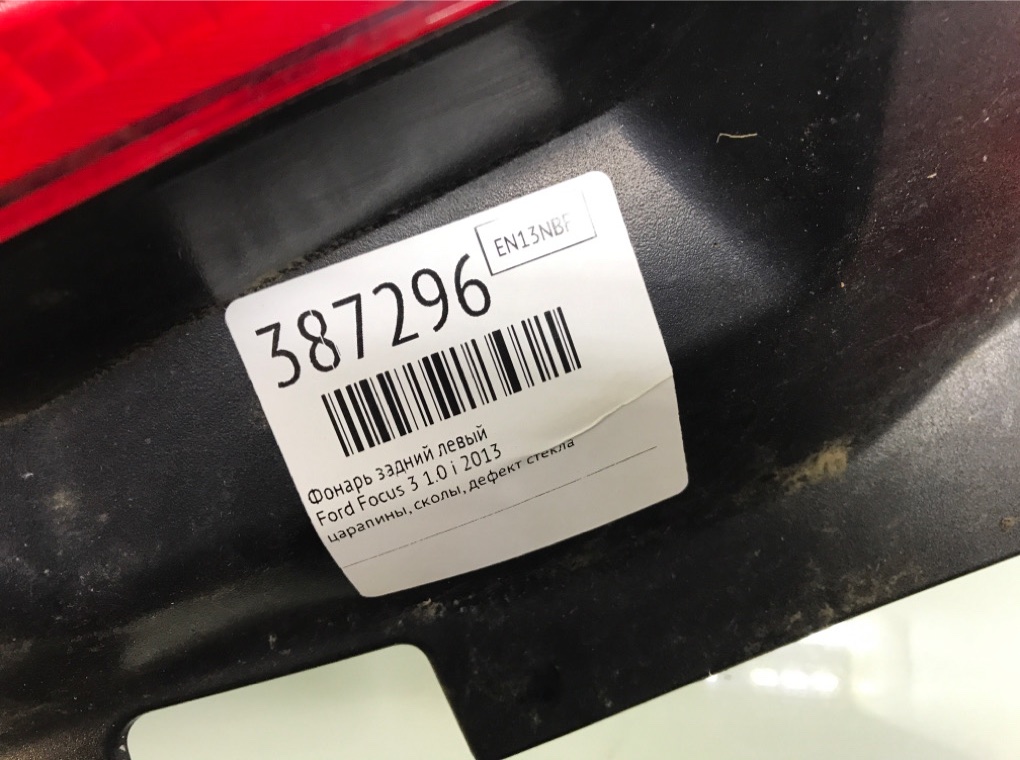 EN13NBF
387296
Фонарь задний левый
Ford Focus 3 1.0 i 2013
царапины, сколы, дефект стекла